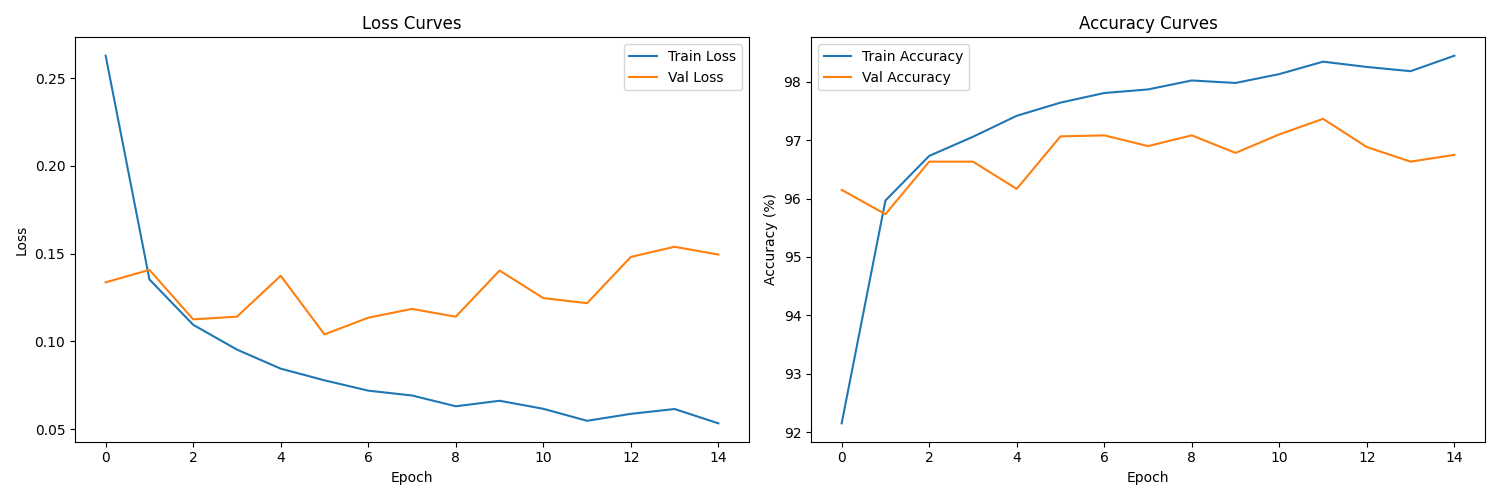 Loss Curves
Train Loss
Val Loss
0.25
0.20
0.15
0.10
0.05
Loss
0 2 4 6 8 10 12 14
Epoch
Accuracy Curves
Train Accuracy
Val Accuracy
98
97
96
95
94
93
92
Accuracy (%)
0 2 4 6 8 10 12 14
Epoch